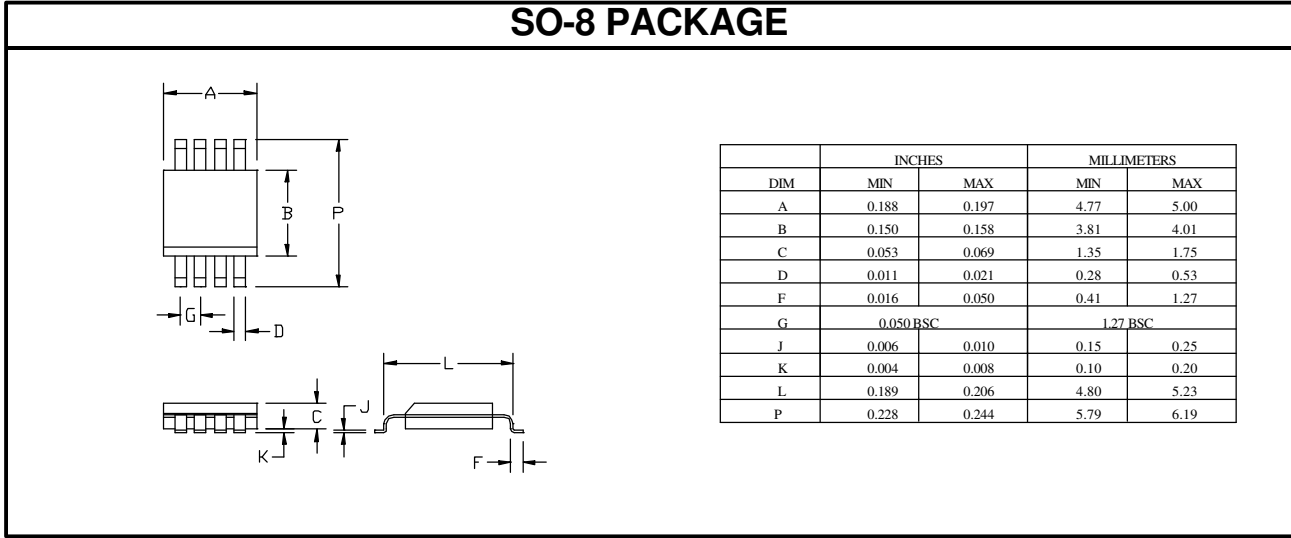 SO-8 PACKAGE
A
B
P
G
D
L
J
C
K
F
INCHES MILLIMETERS
DIM MIN MAX MIN MAX
A 0.188 0.197 4.77 5.00
B 0.150 0.158 3.81 4.01
C 0.053 0.069 1.35 1.75
D 0.011 0.021 0.28 0.53
F 0.016 0.050 0.41 1.27
G 0.050 BSC 1.27 BSC
J 0.006 0.010 0.15 0.25
K 0.004 0.008 0.10 0.20
L 0.189 0.206 4.80 5.23
P 0.228 0.244 5.79 6.19